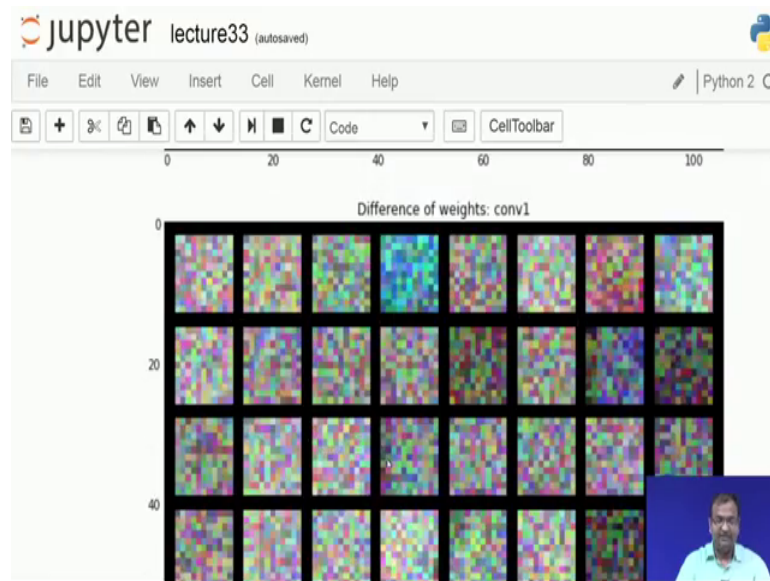 jupyter lecture33 (autosaved)
File Edit View Insert Cell Kernel Help Python 2
Code CellToolbar
0 20 40 60 80 100
Difference of weights: conv1
0
20
40